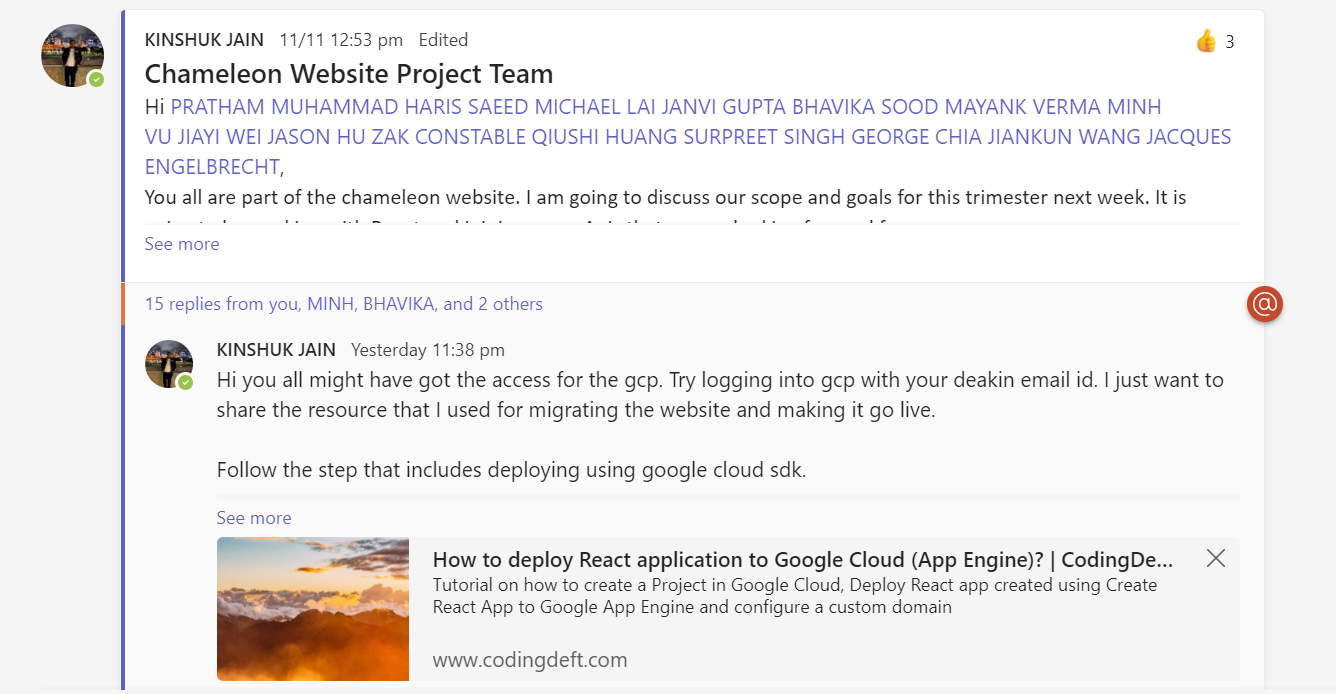 KINSHUK JAIN 11/11 12:53 pm Edited
👍 3
Chameleon Website Project Team
Hi PRATHAM MUHAMMAD HARIS SAEED MICHAEL LAI JANVI GUPTA BHAVIKA SOOD MAYANK VERMA MINH
VU JIAYI WEI JASON HU ZAK CONSTABLE QIUSHI HUANG SURPREET SINGH GEORGE CHIA JIANKUN WANG JACQUES
ENGELBRECHT,
You all are part of the chameleon website. I am going to discuss our scope and goals for this trimester next week. It is
See more
15 replies from you, MINH, BHAVIKA, and 2 others
@
KINSHUK JAIN Yesterday 11:38 pm
Hi you all might have got the access for the gcp. Try logging into gcp with your deakin email id. I just want to
share the resource that I used for migrating the website and making it go live.
Follow the step that includes deploying using google cloud sdk.
See more
How to deploy React application to Google Cloud (App Engine)? | CodingDe...
Tutorial on how to create a Project in Google Cloud, Deploy React app created using Create
React App to Google App Engine and configure a custom domain
www.codingdeft.com